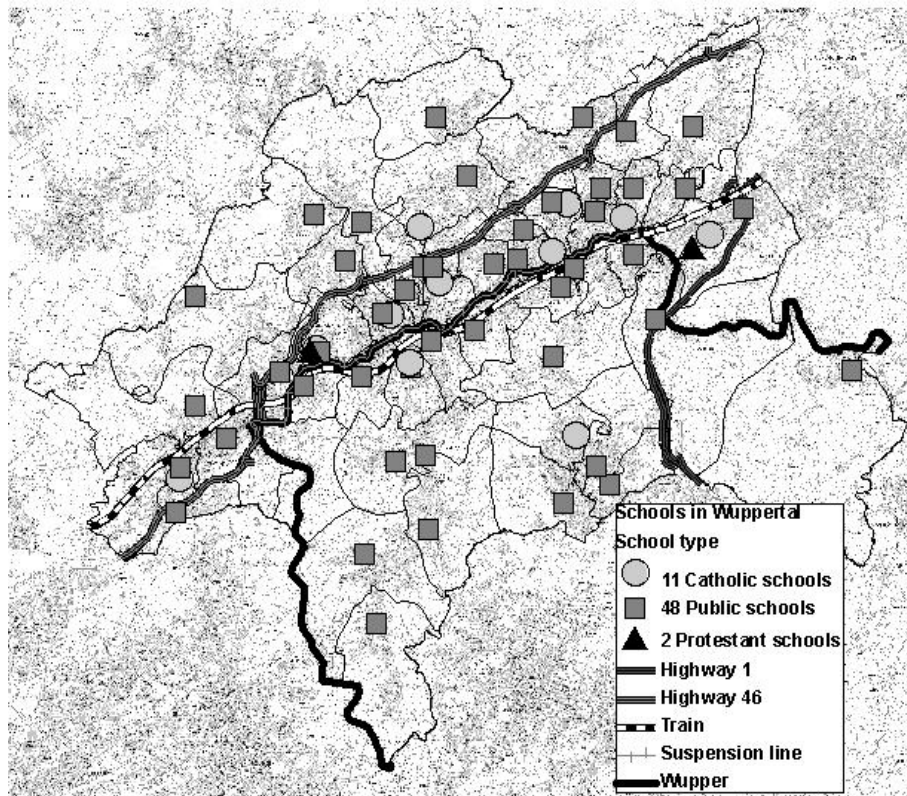 Schools in Wuppertal
School type
11 Catholic schools
48 Public schools
2 Protestant schools
Highway 1
Highway 46
Train
Suspension line
Wupper